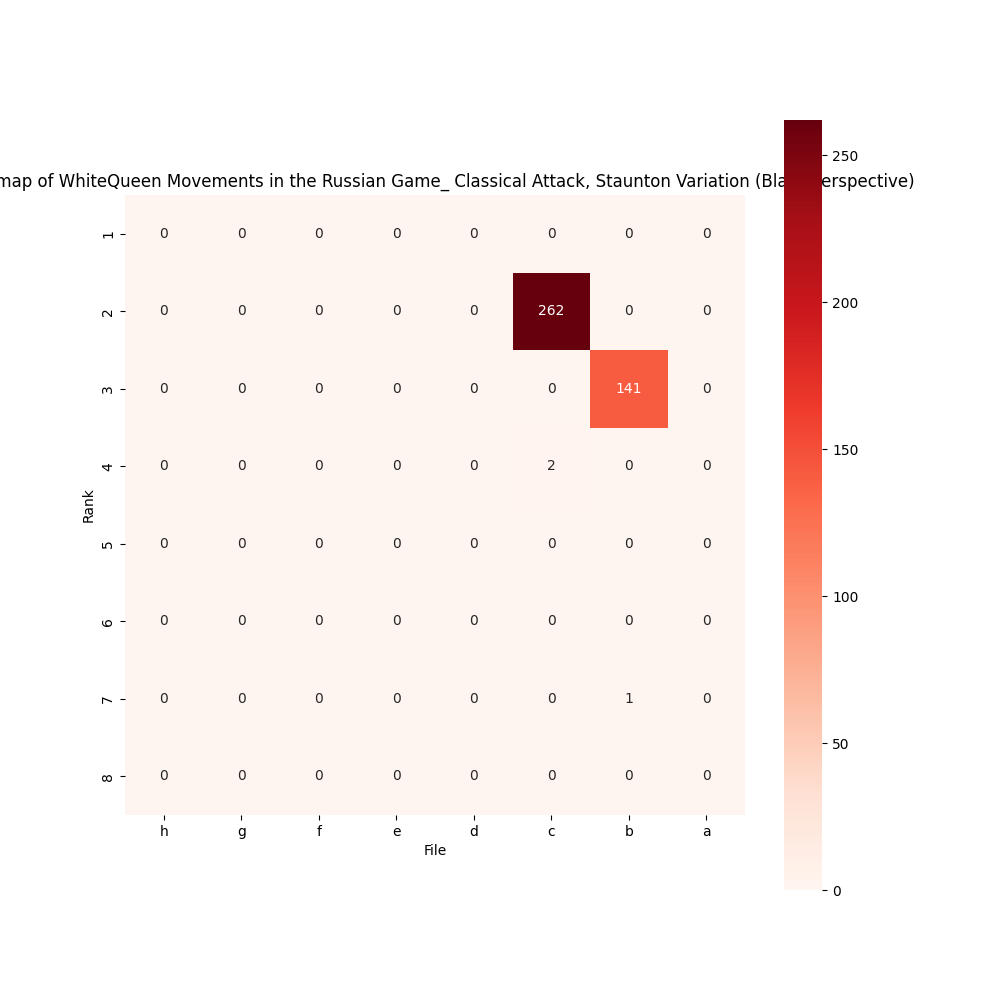 map of WhiteQueen Movements in the Russian Game_ Classical Attack, Staunton Variation (Bla erspective)
250
200
150
100
50
0
1 0 0 0 0 0 0 0 0
2 0 0 0 0 0 262 0 0
3 0 0 0 0 0 0 141 0
4 0 0 0 0 0 2 0 0
Rank
5 0 0 0 0 0 0 0 0
6 0 0 0 0 0 0 0 0
7 0 0 0 0 0 0 1 0
8 0 0 0 0 0 0 0 0
h g f e d c b a
File